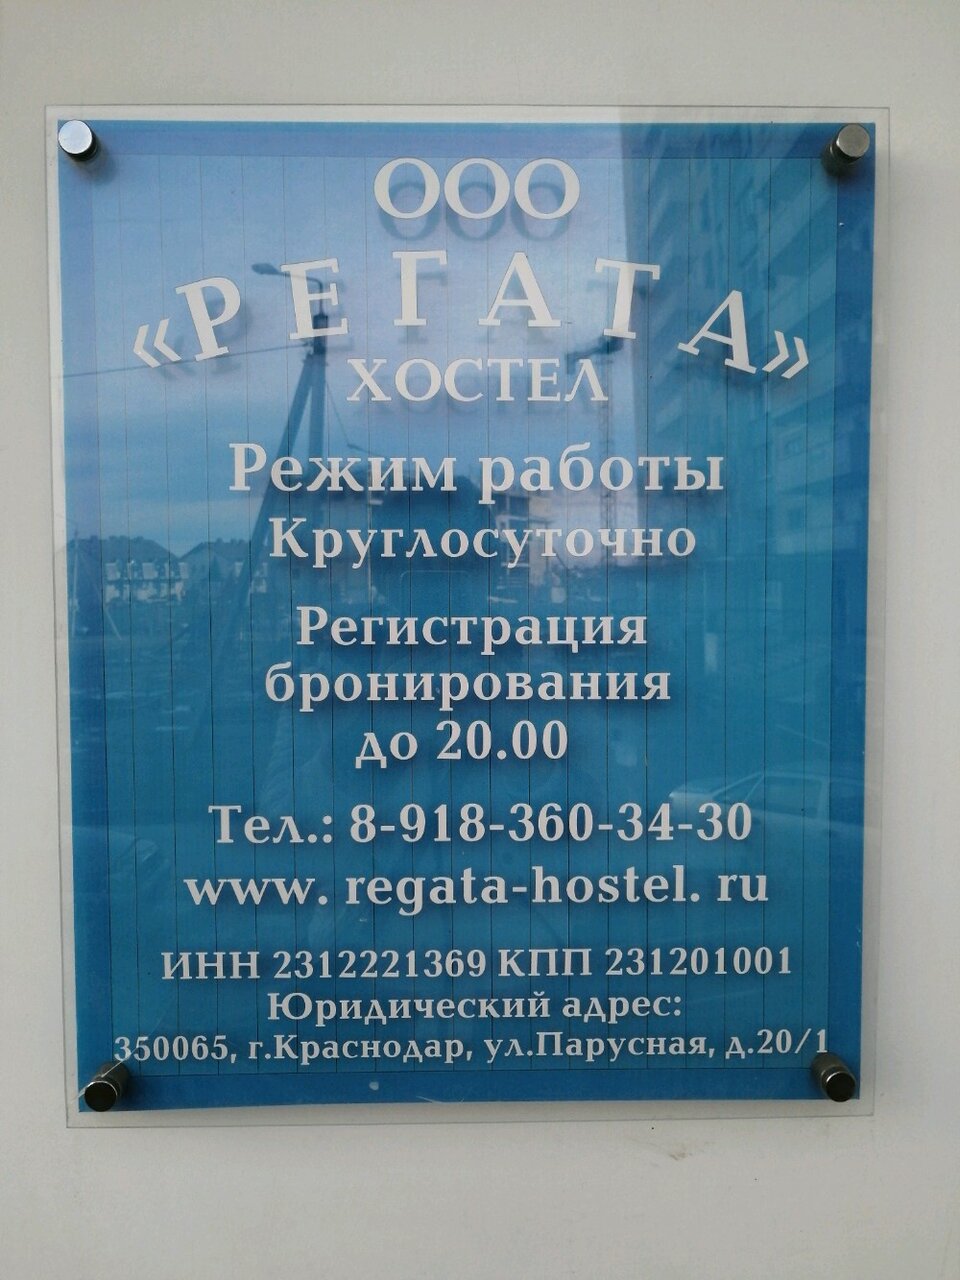 ООО
«РЕГАТА»
ХОСТЕЛ
Режим работы
Круглосуточно
Регистрация
бронирования
до 20.00
Тел.: 8-918-360-34-30
www. regata-hostel. ru
ИНН 2312221369 КПП 231201001
Юридический адрес:
350065, г.Краснодар, ул.Парусная, д.20/1